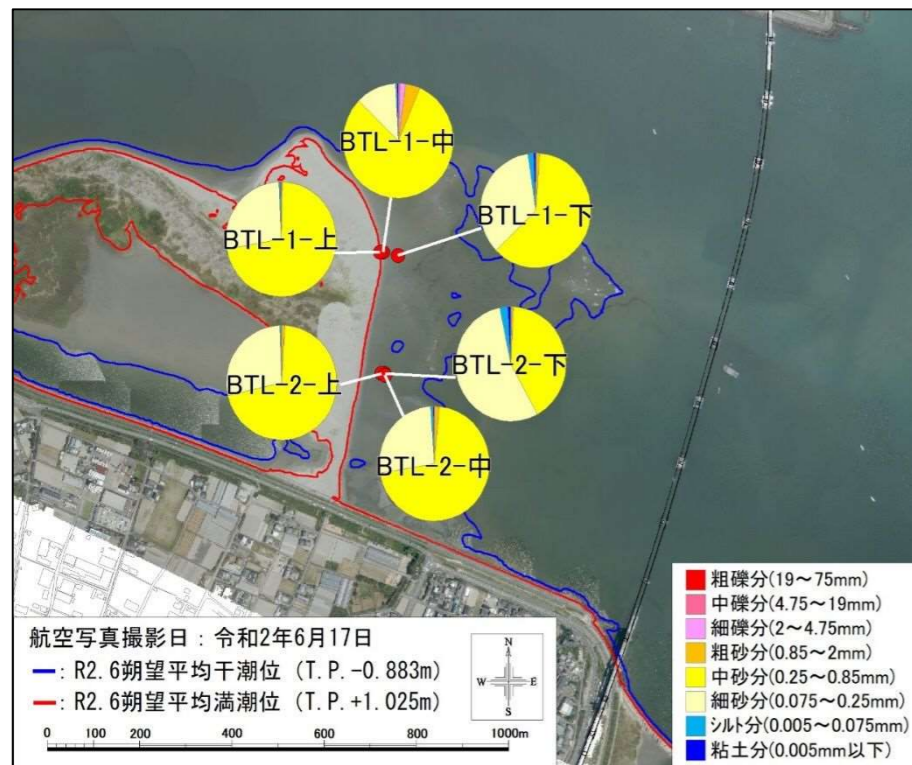 BTL-1-中
BTL-1-下
BTL-1-上
BTL-2-下
BTL-2-上
BTL-2-中
航空写真撮影日：令和2年6月17日
━: R2.6朔望平均干潮位 (T.P.-0.883m)
━: R2.6朔望平均満潮位 (T.P.+1.025m)
N
W E
S
0 100 200 400 600 800 1000m
粗礫分(19～75mm)
中礫分(4.75～19mm)
細礫分(2～4.75mm)
粗砂分(0.85～2mm)
中砂分(0.25～0.85mm)
細砂分(0.075～0.25mm)
ｼﾙﾄ分(0.005～0.075mm)
粘土分(0.005mm以下)